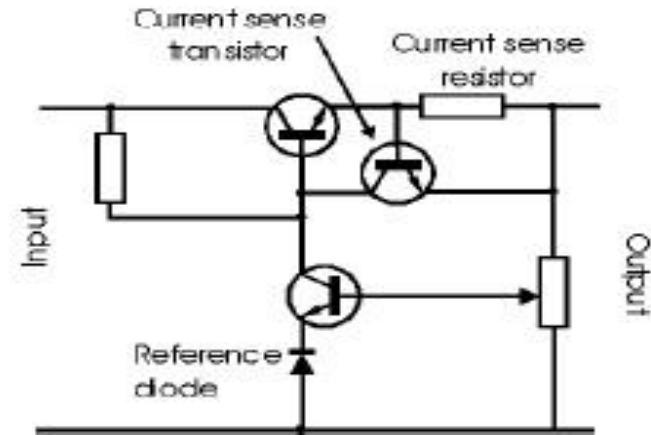 Current sense
transistor
Current sense
resistor
Input
Output
Reference
diode